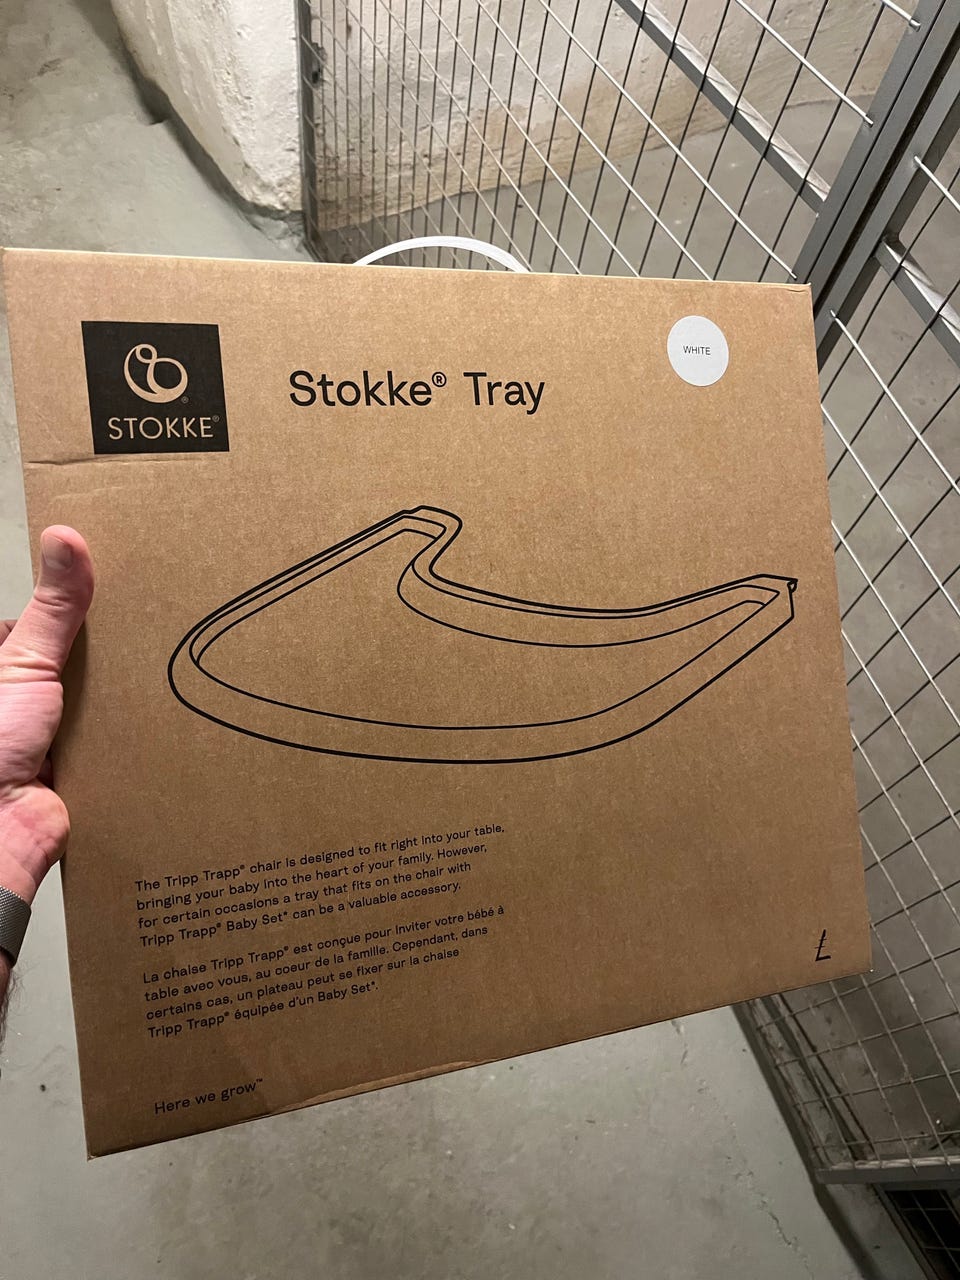 STOKKE®
Stokke® Tray
WHITE
The Tripp Trapp® chair is designed to fit right into your table,
bringing your baby into the heart of your family. However,
for certain occasions a tray that fits on the chair with
Tripp Trapp® Baby Set® can be a valuable accessory.
La chaise Tripp Trapp® est conçue pour inviter votre bébé à
table avec vous, au coeur de la famille. Cependant, dans
certains cas, un plateau peut se fixer sur la chaise
Tripp Trapp® équipée d'un Baby Set®.
Here we grow™